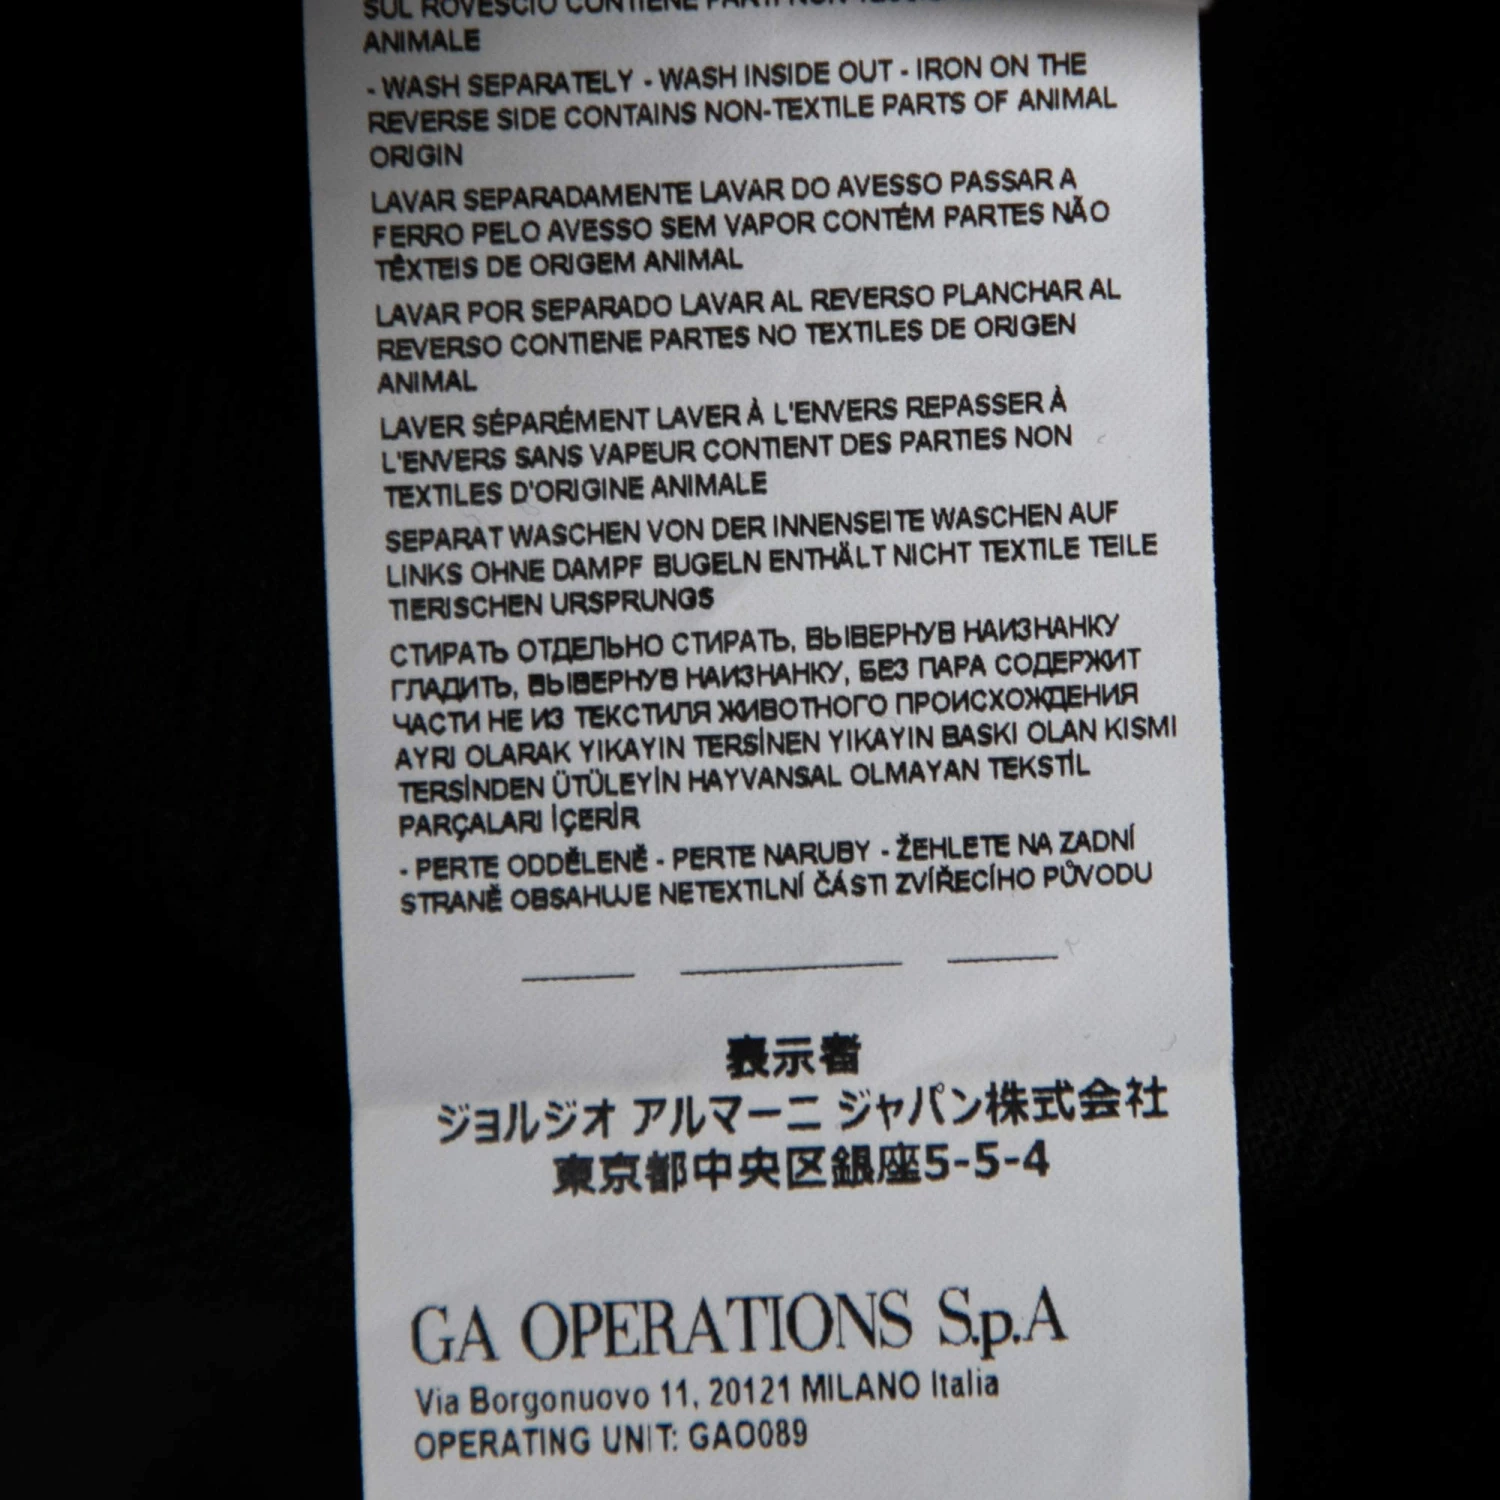 SUL ROVESCIO CONTIENE PARTI NON
ANIMALE
- WASH SEPARATELY - WASH INSIDE OUT - IRON ON THE
REVERSE SIDE CONTAINS NON-TEXTILE PARTS OF ANIMAL
ORIGIN
LAVAR SEPARADAMENTE LAVAR DO AVESSO PASSAR A
FERRO PELO AVESSO SEM VAPOR CONTÉM PARTES NÃO
TÊXTEIS DE ORIGEM ANIMAL
LAVAR POR SEPARADO LAVAR AL REVERSO PLANCHAR AL
REVERSO CONTIENE PARTES NO TEXTILES DE ORIGEN
ANIMAL
LAVER SÉPARÉMENT LAVER À L'ENVERS REPASSER À
L'ENVERS SANS VAPEUR CONTIENT DES PARTIES NON
TEXTILES D'ORIGINE ANIMALE
SEPARAT WASCHEN VON DER INNENSEITE WASCHEN AUF
LINKS OHNE DAMPF BUGELN ENTHÄLT NICHT TEXTILE TEILE
TIERISCHEN URSPRUNGS
СТИРАТЬ ОТДЕЛЬНО СТИРАТЬ, ВЫВЕРНУВ НАИЗНАНКУ
ГЛАДИТЬ, ВЫВЕРНУВ НАИЗНАНКУ, БЕЗ ПАРА СОДЕРЖИТ
ЧАСТИ НЕ ИЗ ТЕКСТИЛЯ ЖИВОТНОГО ПРОИСХОЖДЕНИЯ
AYRI OLARAK YIKAYIN TERSİNEN YIKAYIN BASKI OLAN KISMI
TERSİNDEN ÜTÜLEYİN HAYVANSAL OLMAYAN TEKSTİL
PARÇALARI İÇERİR
- PERTE ODDĚLENĚ - PERTE NARUBY - ŽEHLETE NA ZADNÍ
STRANĚ OBSAHUJE NETEXTILNÍ ČÁSTI ZVÍŘECÍHO PŮVODU
表示者
ジョルジオ アルマーニ ジャパン株式会社
東京都中央区銀座5-5-4
GA OPERATIONS S.p.A
Via Borgonuovo 11, 20121 MILANO Italia
OPERATING UNIT: GAO089